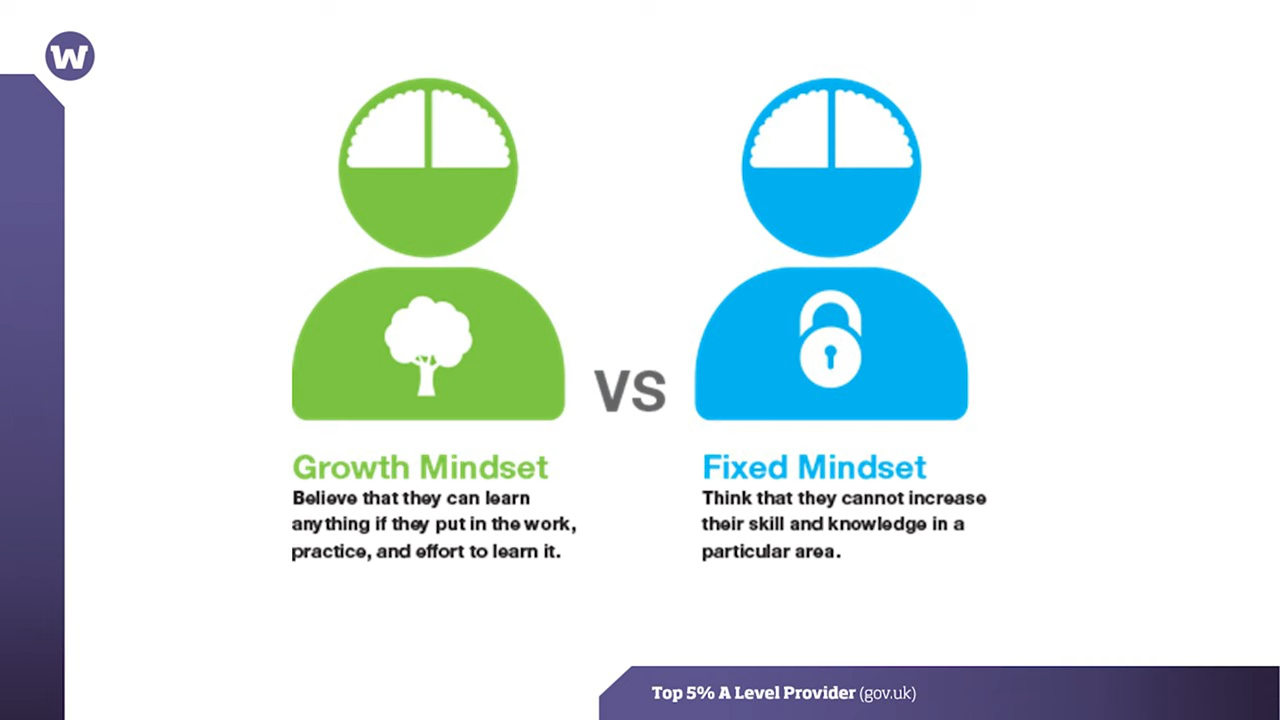 W
VS
Growth Mindset
Believe that they can learn
anything if they put in the work,
practice, and effort to learn it.
Fixed Mindset
Think that they cannot increase
their skill and knowledge in a
particular area.
Top 5% A Level Provider (gov.uk)